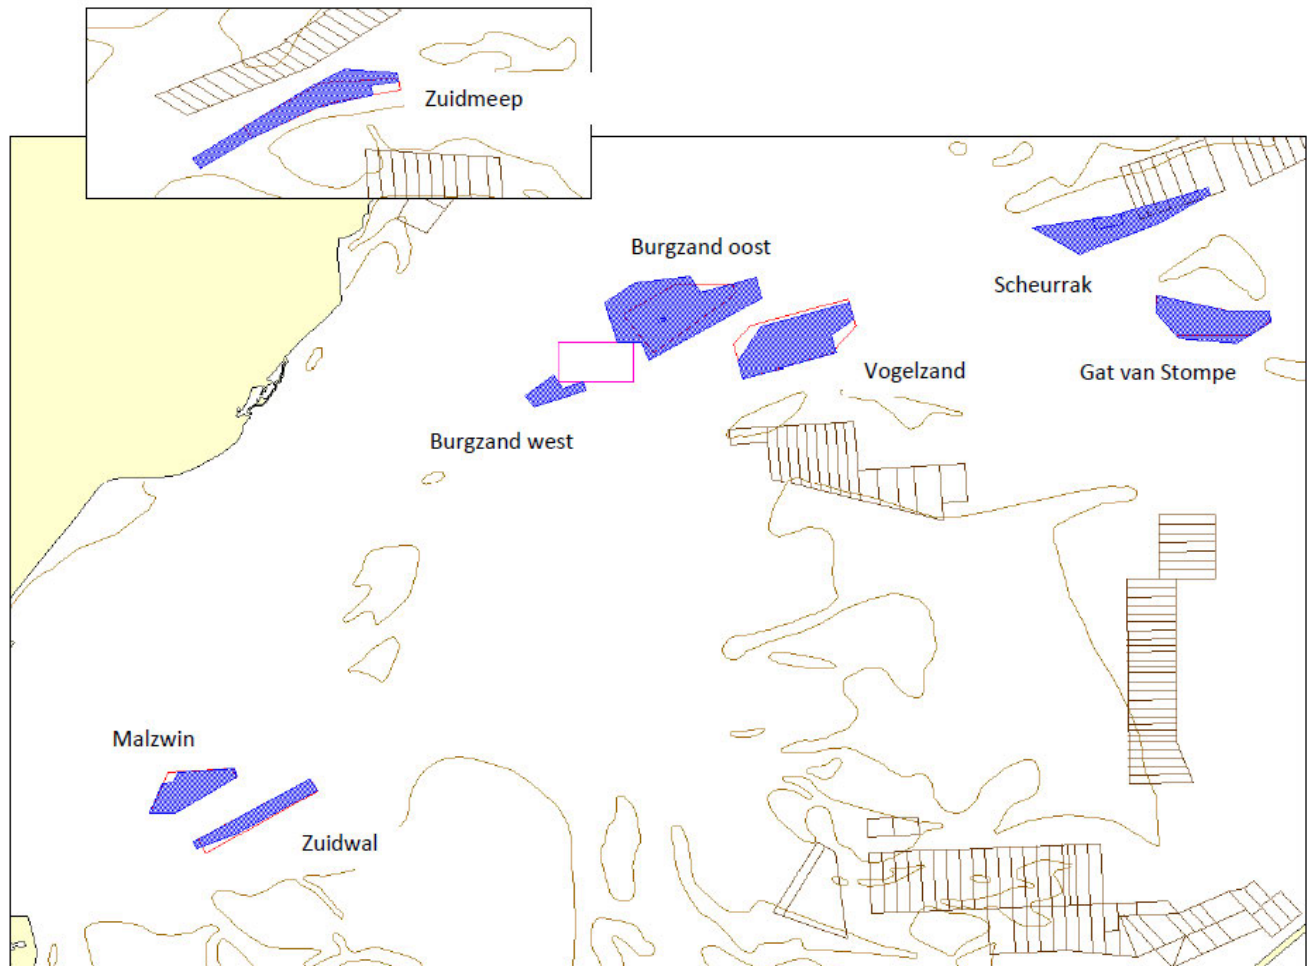 Zuidmeep
Burgzand oost
Scheurrak
Vogelzand
Gat van Stompe
Burgzand west
Malzwin
Zuidwal